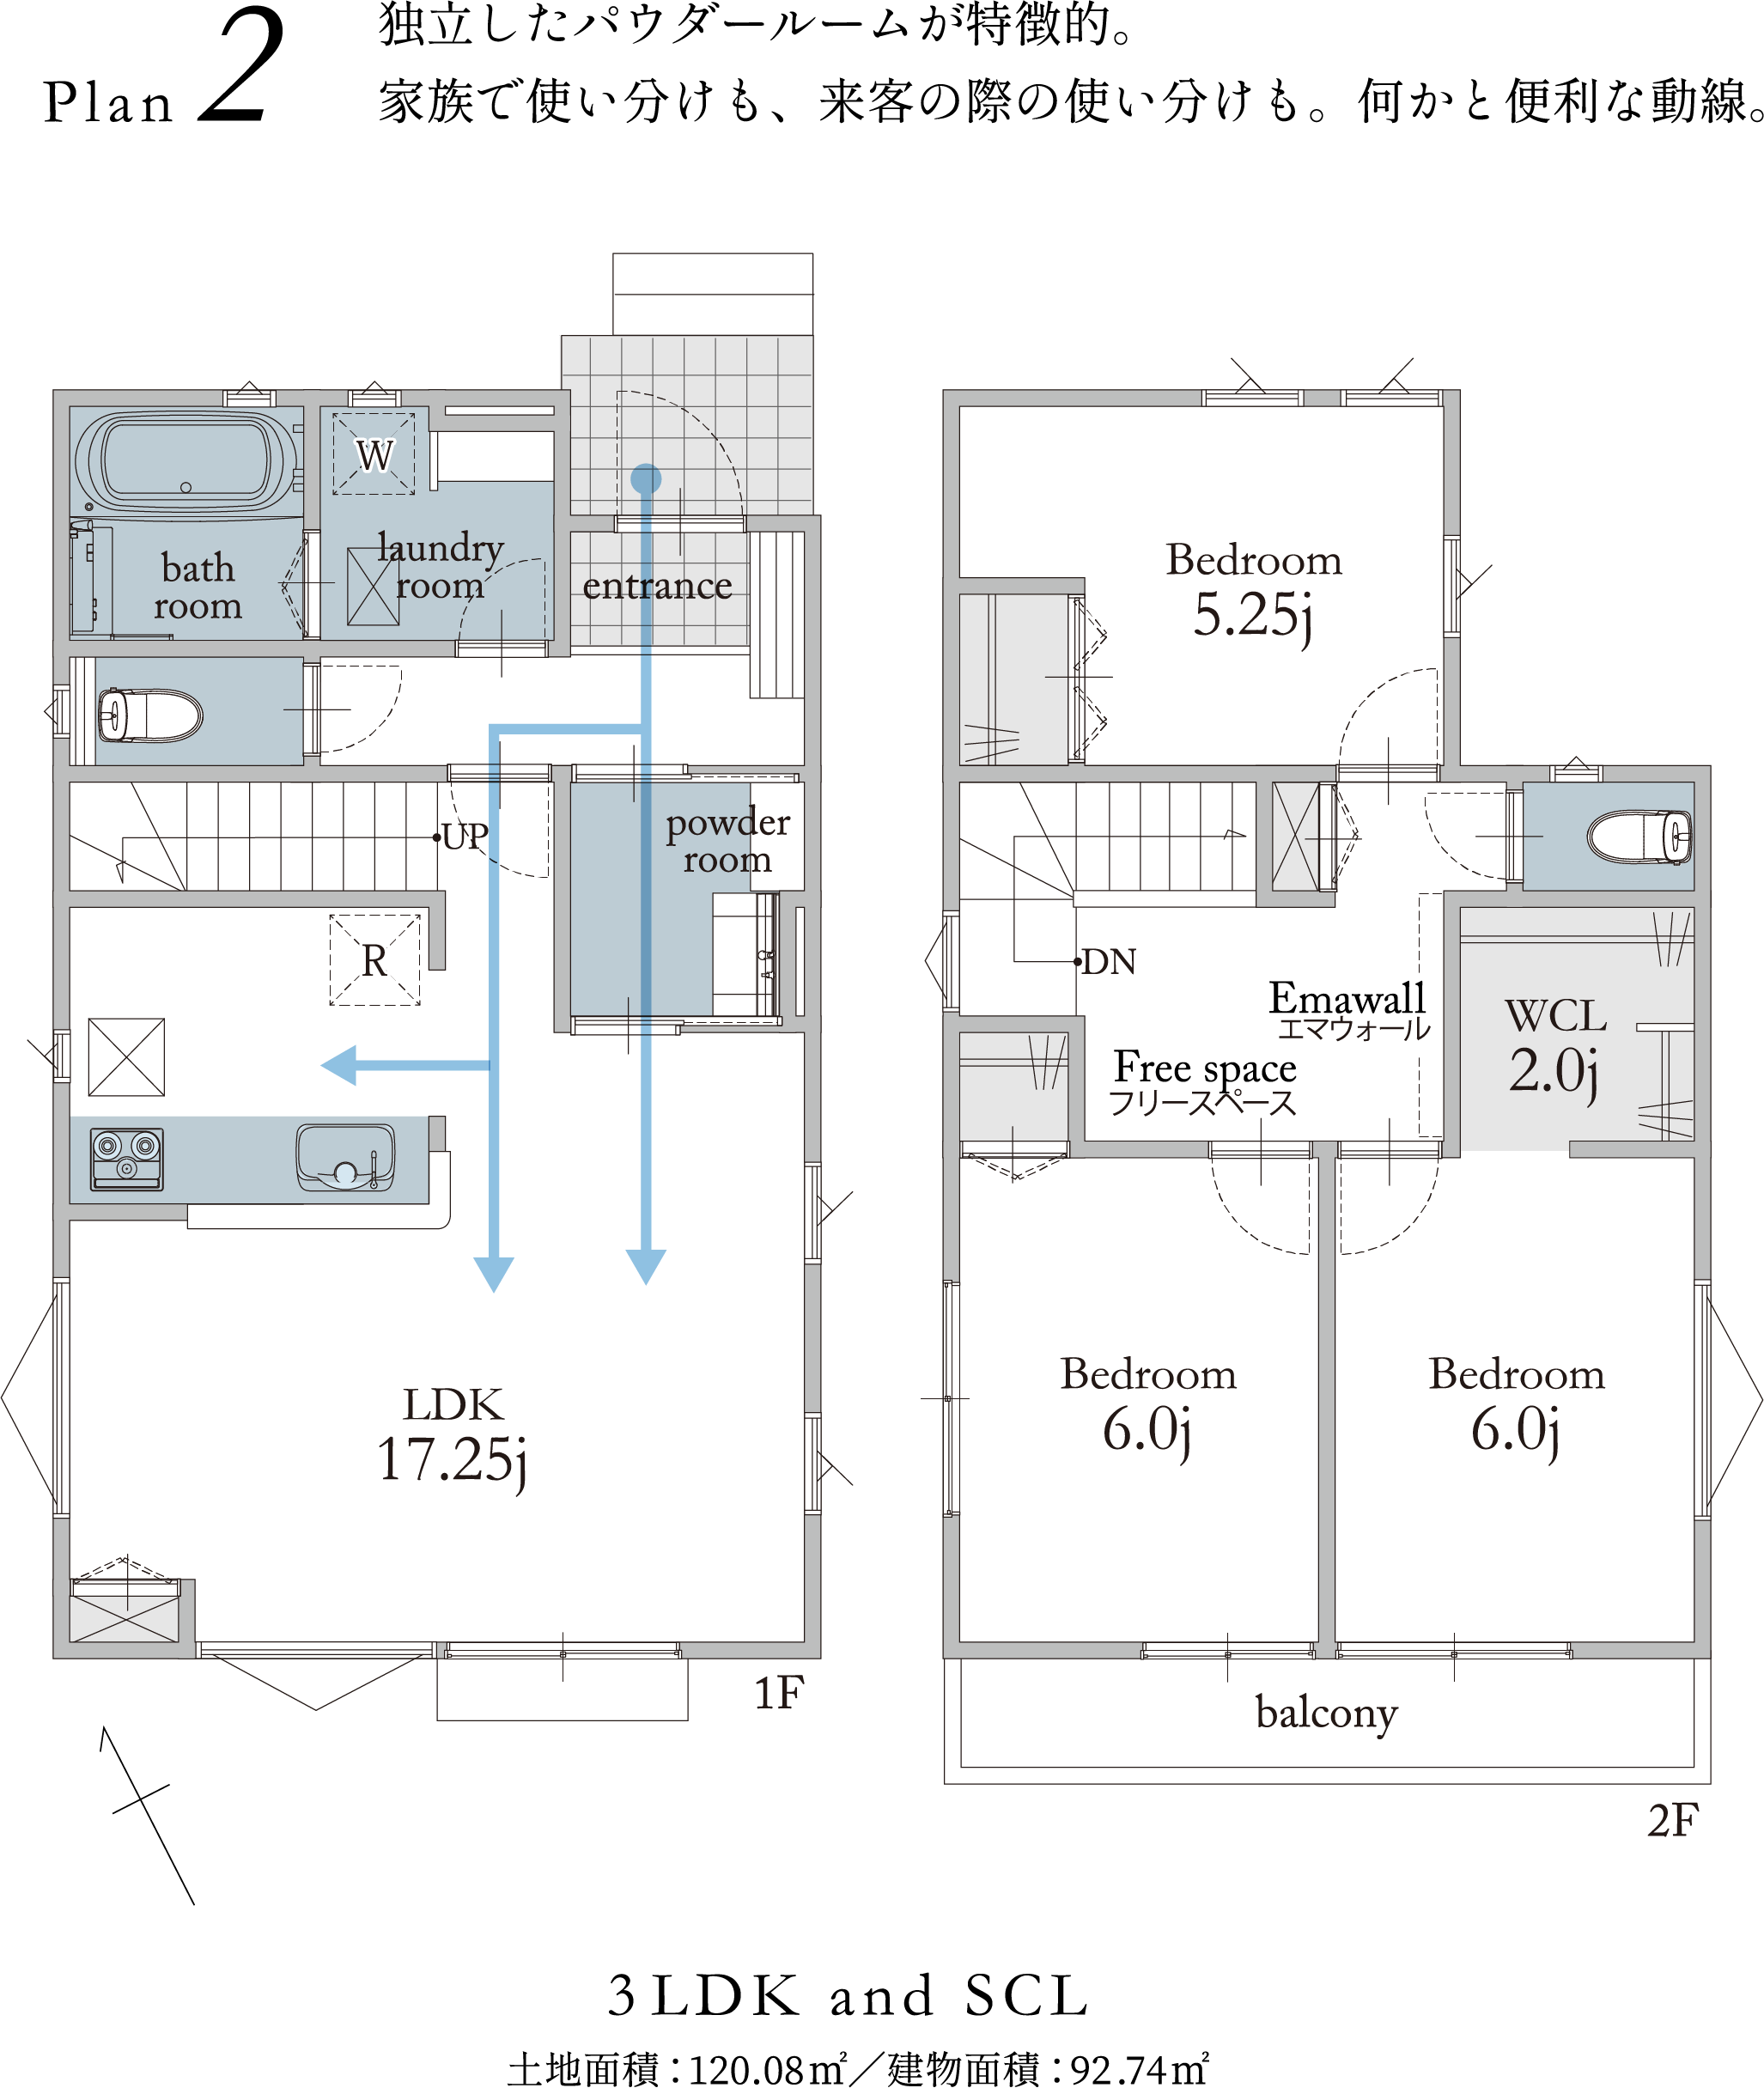 Plan 2
独立したパウダールームが特徴的。
家族で使い分けも、来客の際の使い分けも。何かと便利な動線。
bath
room
W
laundry
room
entrance
UP
powder
room
R
LDK
17.25j
1F
Bedroom
5.25j
DN
Emawall
エマウォール
Free space
フリースペース
WCL
2.0j
Bedroom
6.0j
Bedroom
6.0j
balcony
2F
3LDK and SCL
土地面積：120.08㎡／建物面積：92.74㎡